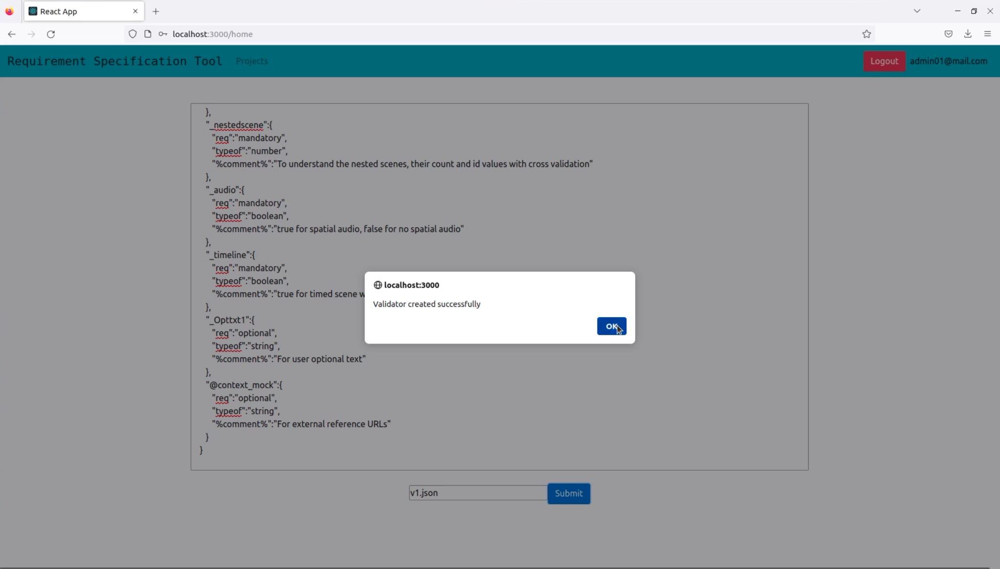 React App
localhost:3000/home
Requirement Specification Tool Projects Logout admin01@mail.com
},
"_nestedscene":{
"req":"mandatory",
"typeof":"number",
"%comment%":"To understand the nested scenes, their count and id values with cross validation"
},
"_audio":{
"req":"mandatory",
"typeof":"boolean",
"%comment%":"true for spatial audio, false for no spatial audio"
},
"_timeline":{
"req":"mandatory",
"typeof":"boolean",
"%comment%":"true for timed scene w
},
"_Opttxt1":{
"req":"optional",
"typeof":"string",
"%comment%":"For user optional text"
},
"@context_mock":{
"req":"optional",
"typeof":"string",
"%comment%":"For external reference URLs"
}
}
localhost:3000
Validator created successfully
OK
v1.json Submit